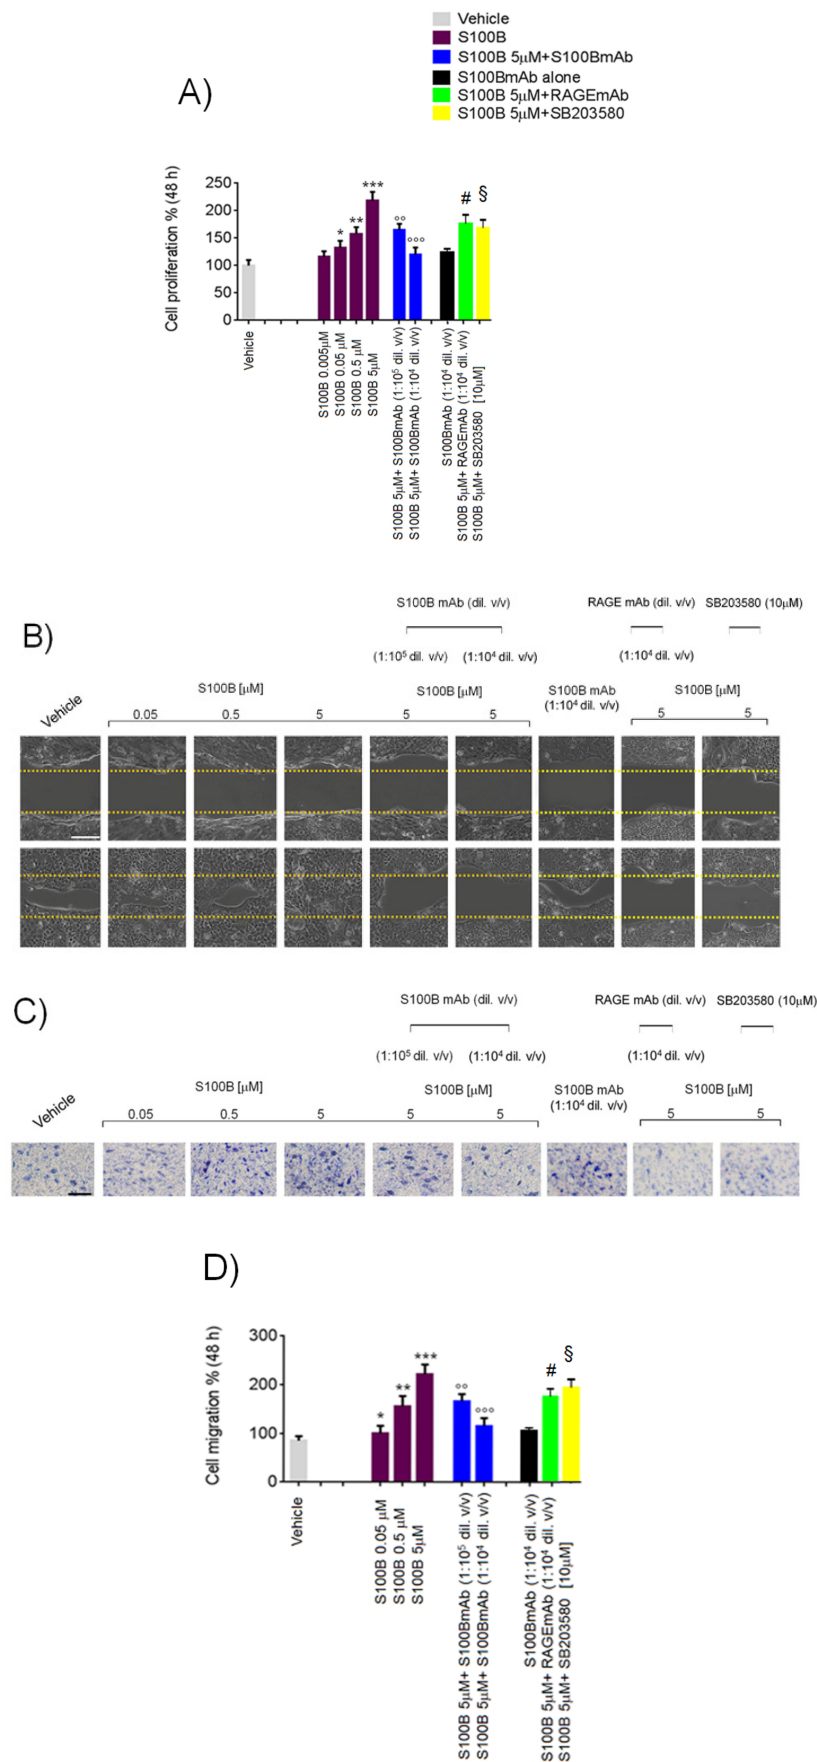 Vehicle
S100B
S100B 5μM+S100BmAb
S100BmAb alone
S100B 5μM+RAGEmAb
S100B 5μM+SB203580
A)
Cell proliferation % (48 h)
250
200
150
100
50
0
*
**
***
°°
°°°
#
§
Vehicle
S100B 0.005μM
S100B 0.05 μM
S100B 0.5 μM
S100B 5μM
S100B 5μM+ S100BmAb (1:10⁵ dil. v/v)
S100B 5μM+ S100BmAb (1:10⁴ dil. v/v)
S100BmAb (1:10⁴ dil. v/v)
S100B 5μM+ RAGEmAb (1:10⁴ dil. v/v)
S100B 5μM+ SB203580 [10μM]
B)
S100B mAb (dil. v/v) RAGE mAb (dil. v/v) SB203580 (10μM)
(1:10⁵ dil. v/v) (1:10⁴ dil. v/v) (1:10⁴ dil. v/v)
Vehicle S100B [μM] S100B [μM] S100B mAb (1:10⁴ dil. v/v) S100B [μM]
0.05 0.5 5 5 5 5 5
C)
S100B mAb (dil. v/v) RAGE mAb (dil. v/v) SB203580 (10μM)
(1:10⁵ dil. v/v) (1:10⁴ dil. v/v) (1:10⁴ dil. v/v)
Vehicle S100B [μM] S100B [μM] S100B mAb (1:10⁴ dil. v/v) S100B [μM]
0.05 0.5 5 5 5 5 5
D)
Cell migration % (48 h)
300
200
100
0
*
**
***
°°
°°°
#
§
Vehicle
S100B 0.05 μM
S100B 0.5 μM
S100B 5μM
S100B 5μM+ S100BmAb (1:10⁵ dil. v/v)
S100B 5μM+ S100BmAb (1:10⁴ dil. v/v)
S100BmAb (1:10⁴ dil. v/v)
S100B 5μM+ RAGEmAb (1:10⁴ dil. v/v)
S100B 5μM+ SB203580 [10μM]